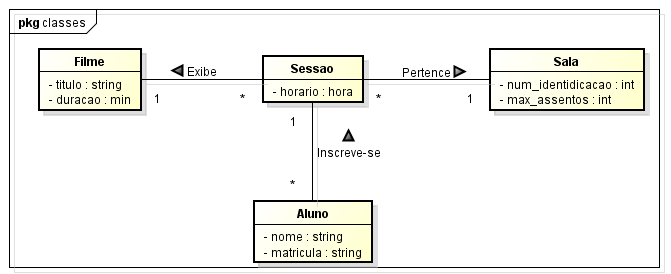 pkg classes
Filme
- titulo : string
- duracao : min
Exibe
1
*
Sessao
- horario : hora
Pertence
*
1
Sala
- num_identidicacao : int
- max_assentos : int
1
Inscreve-se
*
Aluno
- nome : string
- matricula : string